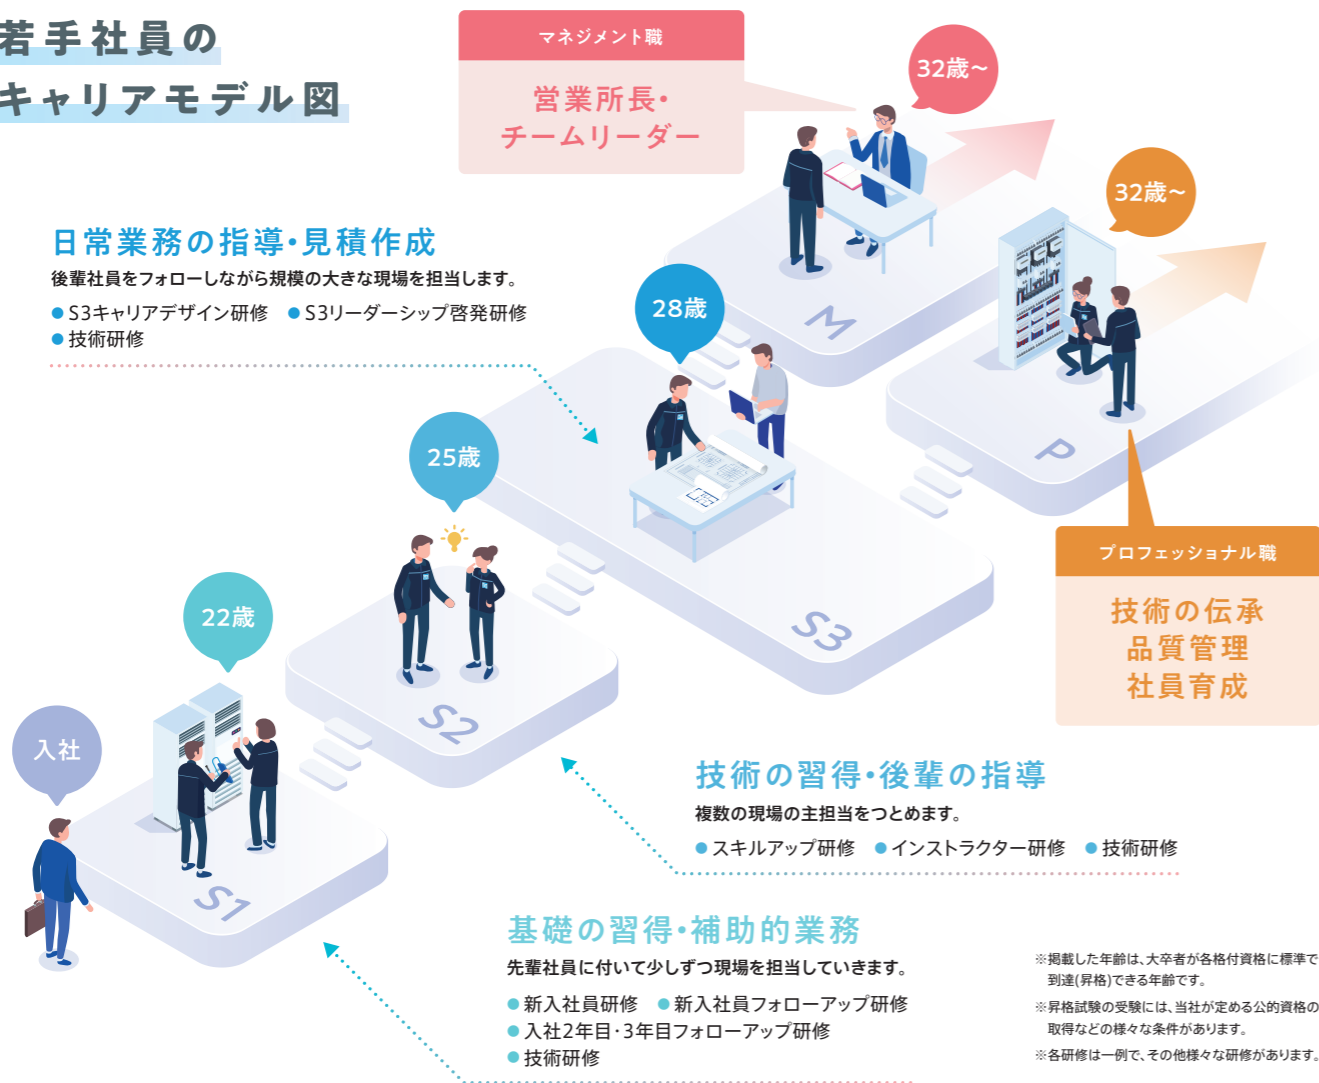 若手社員の
キャリアモデル図
マネジメント職
営業所長・
チームリーダー
32歳~
32歳~
日常業務の指導・見積作成
後輩社員をフォローしながら規模の大きな現場を担当します。
●S3キャリアデザイン研修 ●S3リーダーシップ啓発研修
●技術研修
28歳
M
P
25歳
S3
プロフェッショナル職
技術の伝承
品質管理
社員育成
22歳
S2
入社
S1
技術の習得・後輩の指導
複数の現場の主担当をつとめます。
●スキルアップ研修 ●インストラクター研修 ●技術研修
基礎の習得・補助的業務
先輩社員に付いて少しずつ現場を担当していきます。
●新入社員研修 ●新入社員フォローアップ研修
●入社2年目・3年目フォローアップ研修
●技術研修
※掲載した年齢は、大卒者が各格付資格に標準で
到達(昇格)できる年齢です。
※昇格試験の受験には、当社が定める公的資格の
取得などの様々な条件があります。
※各研修は一例で、その他様々な研修があります。